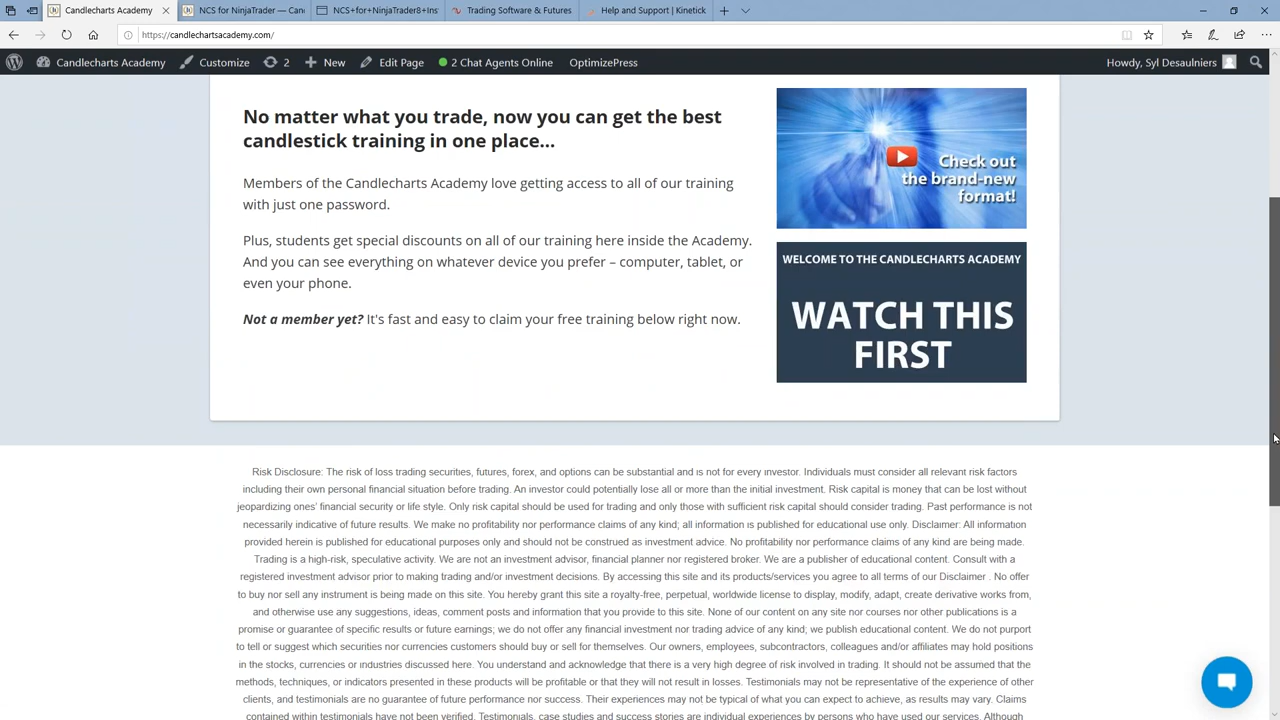 Candlecharts Academy
NCS for NinjaTrader — Can
NCS+for+NinjaTrader8+Ins
Trading Software & Futures
Help and Support | Kinetick
https://candlechartsacademy.com/
Candlecharts Academy
Customize
2
New
Edit Page
2 Chat Agents Online
OptimizePress
Howdy, Syl Desaulniers
No matter what you trade, now you can get the best
candlestick training in one place...
Members of the Candlecharts Academy love getting access to all of our training
with just one password.
Plus, students get special discounts on all of our training here inside the Academy.
And you can see everything on whatever device you prefer – computer, tablet, or
even your phone.
Not a member yet? It's fast and easy to claim your free training below right now.
Check out
the brand-new
format!
WELCOME TO THE CANDLECHARTS ACADEMY
WATCH THIS
FIRST
Risk Disclosure: The risk of loss trading securities, futures, forex, and options can be substantial and is not for every investor. Individuals must consider all relevant risk factors
including their own personal financial situation before trading. An investor could potentially lose all or more than the initial investment. Risk capital is money that can be lost without
jeopardizing ones' financial security or life style. Only risk capital should be used for trading and only those with sufficient risk capital should consider trading. Past performance is not
necessarily indicative of future results. We make no profitability nor performance claims of any kind; all information is published for educational use only. Disclaimer: All information
provided herein is published for educational purposes only and should not be construed as investment advice. No profitability nor performance claims of any kind are being made.
Trading is a high-risk, speculative activity. We are not an investment advisor, financial planner nor registered broker. We are a publisher of educational content. Consult with a
registered investment advisor prior to making trading and/or investment decisions. By accessing this site and its products/services you agree to all terms of our Disclaimer . No offer
to buy nor sell any instrument is being made on this site. You hereby grant this site a royalty-free, perpetual, worldwide license to display, modify, adapt, create derivative works from,
and otherwise use any suggestions, ideas, comment posts and information that you provide to this site. None of our content on any site nor courses nor other publications is a
promise or guarantee of specific results or future earnings; we do not offer any financial investment nor trading advice of any kind; we publish educational content. We do not purport
to tell or suggest which securities nor currencies customers should buy or sell for themselves. Our owners, employees, subcontractors, colleagues and/or affiliates may hold positions
in the stocks, currencies or industries discussed here. You understand and acknowledge that there is a very high degree of risk involved in trading. It should not be assumed that the
methods, techniques, or indicators presented in these products will be profitable or that they will not result in losses. Testimonials may not be representative of the experience of other
clients, and testimonials are no guarantee of future performance nor success. Their experiences may not be typical of what you can expect to achieve, as results may vary. Claims
contained within testimonials have not been verified. Testimonials, case studies and success stories are individual experiences by persons who have used our services. Although